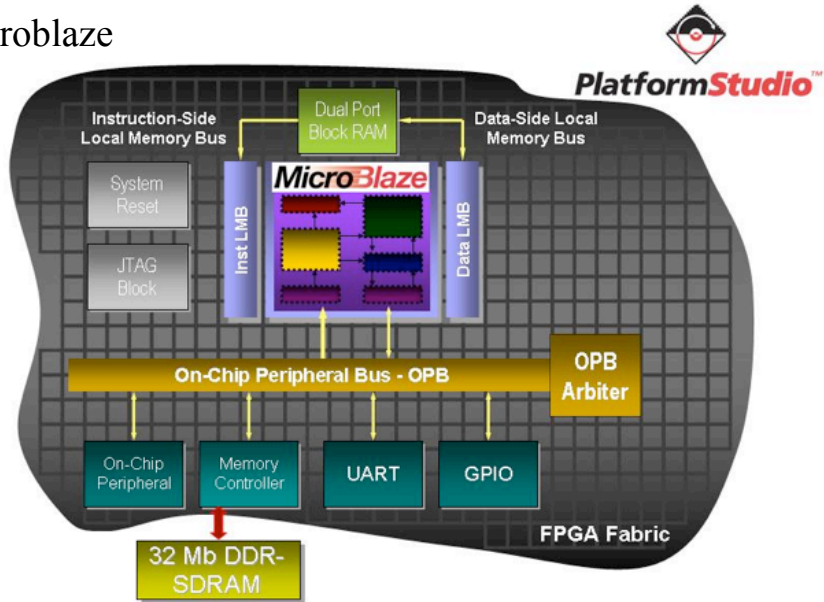 roblaze
PlatformStudio™
Instruction-Side
Local Memory Bus
Dual Port
Block RAM
Data-Side Local
Memory Bus
System
Reset
MicroBlaze
Inst LMB
Data LMB
JTAG
Block
On-Chip Peripheral Bus - OPB
OPB
Arbiter
On-Chip
Peripheral
Memory
Controller
UART
GPIO
FPGA Fabric
32 Mb DDR-
SDRAM